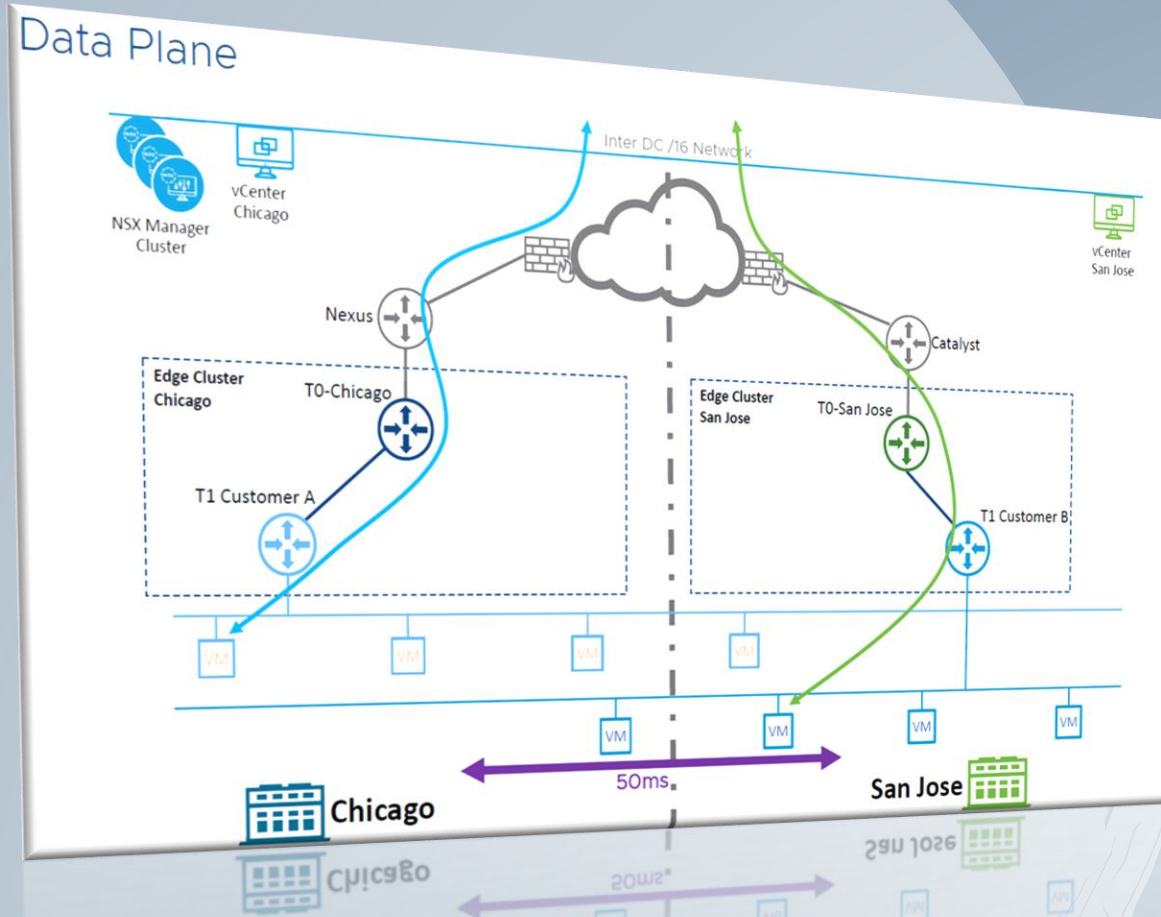 Data Plane
Inter DC /16 Network
NSX Manager
Cluster
vCenter
Chicago
vCenter
San Jose
Nexus
Catalyst
Edge Cluster
Chicago
T0-Chicago
Edge Cluster
San Jose
T0-San Jose
T1 Customer A
T1 Customer B
VM
VM
VM
VM
VM
VM
VM
VM
50ms
Chicago
San Jose